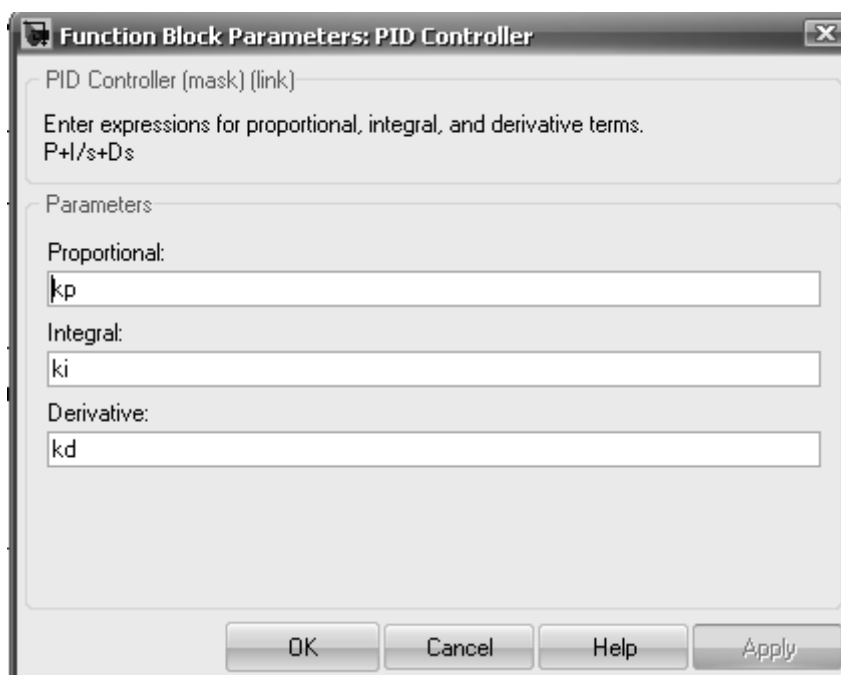 Function Block Parameters: PID Controller
PID Controller (mask) (link)
Enter expressions for proportional, integral, and derivative terms.
P+I/s+Ds
Parameters
Proportional:
kp
Integral:
ki
Derivative:
kd
OK Cancel Help Apply